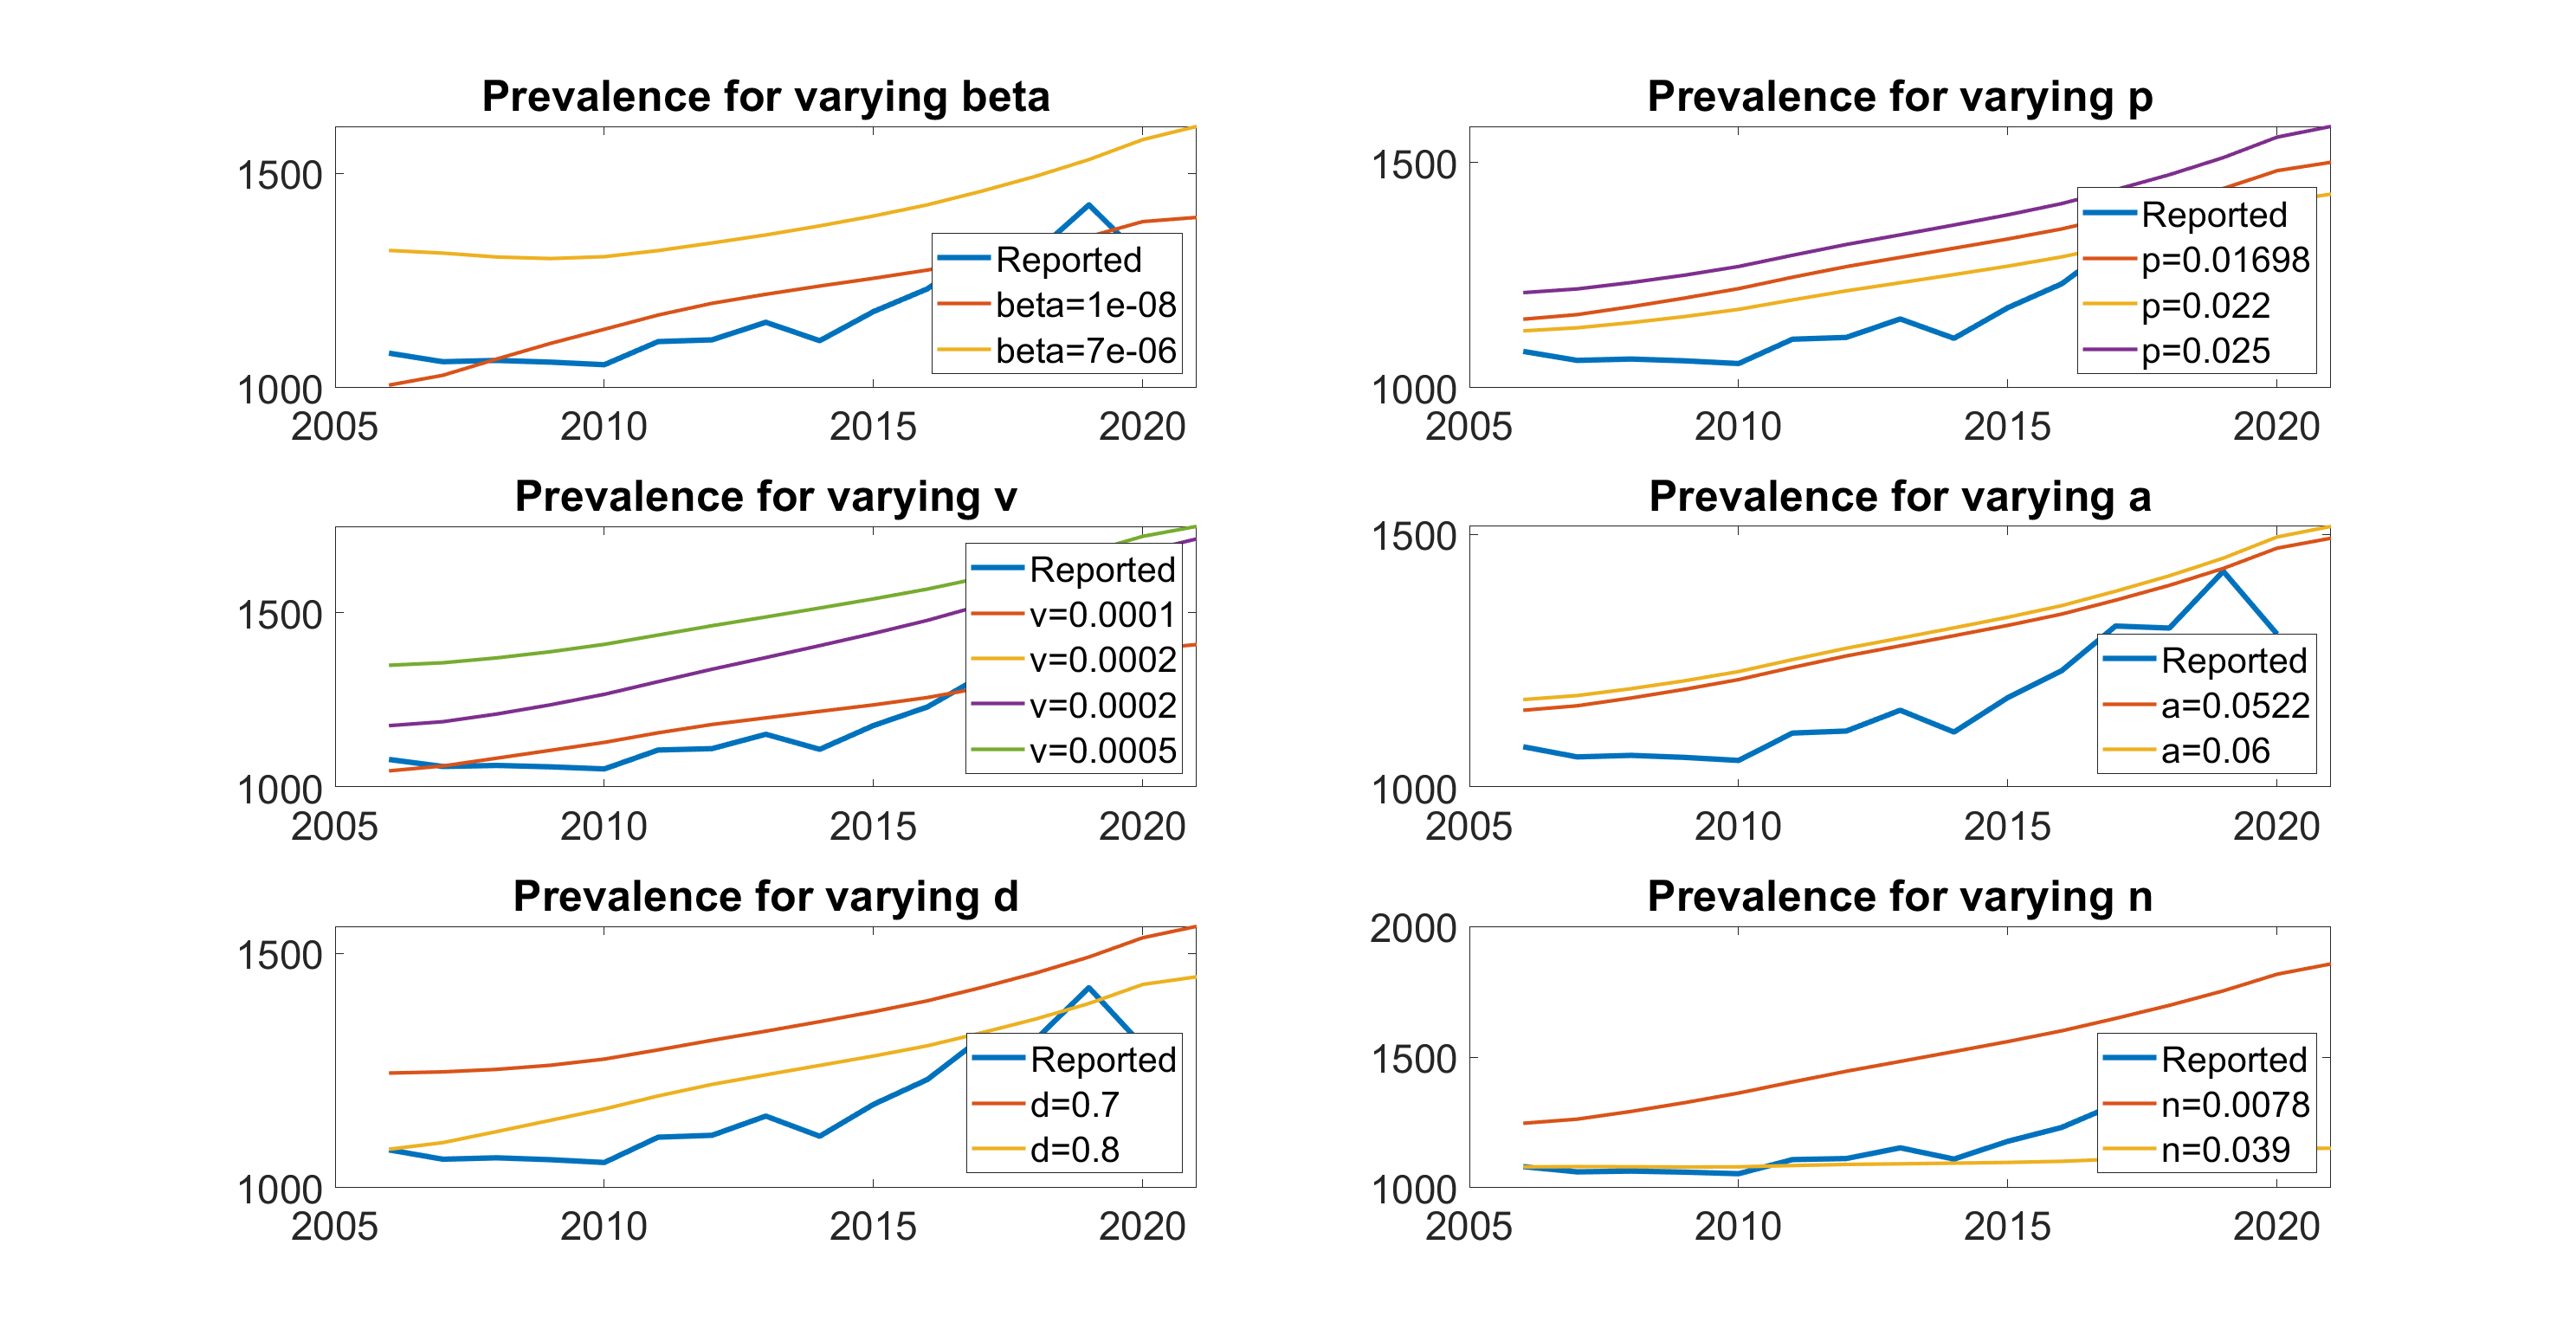 Prevalence for varying beta
1500
1000
2005 2010 2015 2020
Reported
beta=1e-08
beta=7e-06
Prevalence for varying p
1500
1000
2005 2010 2015 2020
Reported
p=0.01698
p=0.022
p=0.025
Prevalence for varying v
1500
1000
2005 2010 2015 2020
Reported
v=0.0001
v=0.0002
v=0.0002
v=0.0005
Prevalence for varying a
1500
1000
2005 2010 2015 2020
Reported
a=0.0522
a=0.06
Prevalence for varying d
1500
1000
2005 2010 2015 2020
Reported
d=0.7
d=0.8
Prevalence for varying n
2000
1500
1000
2005 2010 2015 2020
Reported
n=0.0078
n=0.039